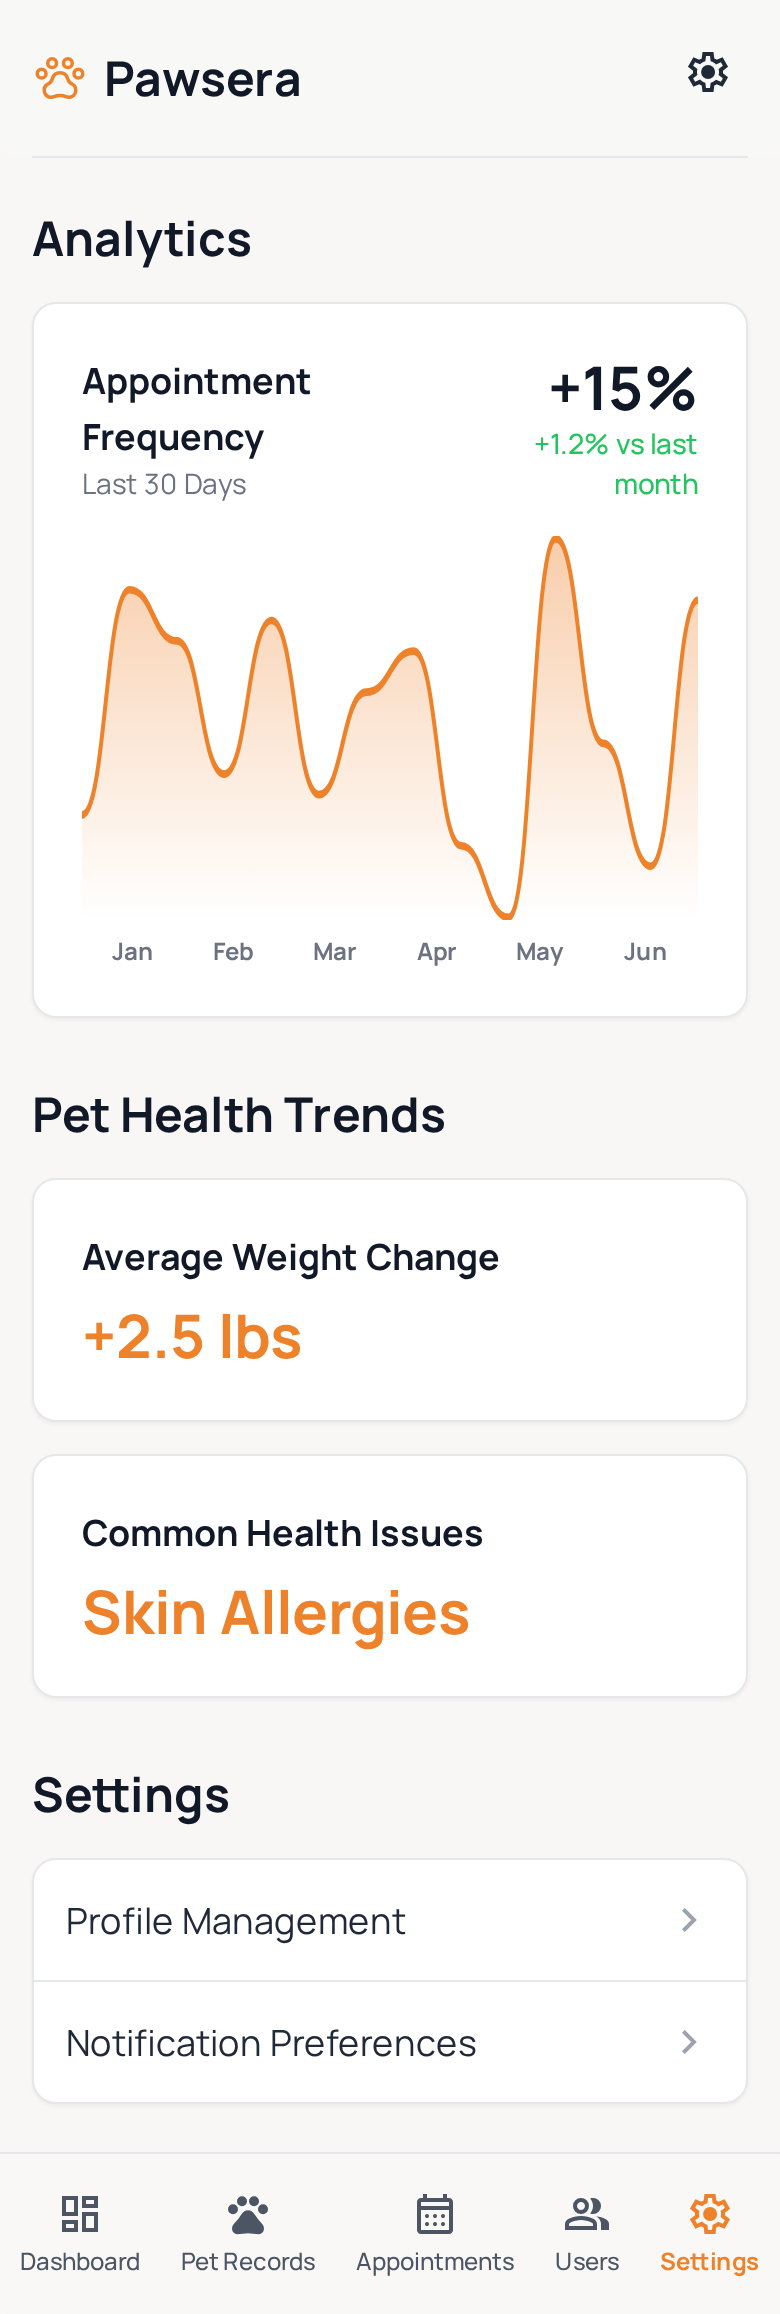 Pawsera
Analytics
Appointment
Frequency
Last 30 Days
+15%
+1.2% vs last
month
Jan Feb Mar Apr May Jun
Pet Health Trends
Average Weight Change
+2.5 lbs
Common Health Issues
Skin Allergies
Settings
Profile Management
Notification Preferences
Dashboard Pet Records Appointments Users Settings